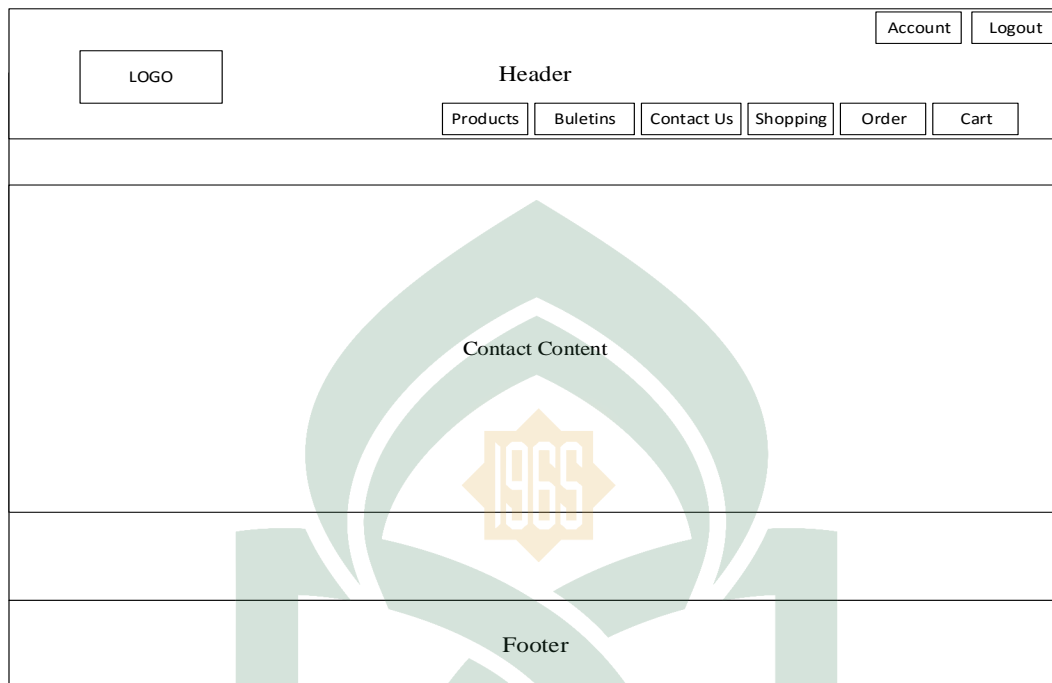 Account Logout
LOGO
Header
Products Buletins Contact Us Shopping Order Cart
Contact Content
1965
Footer